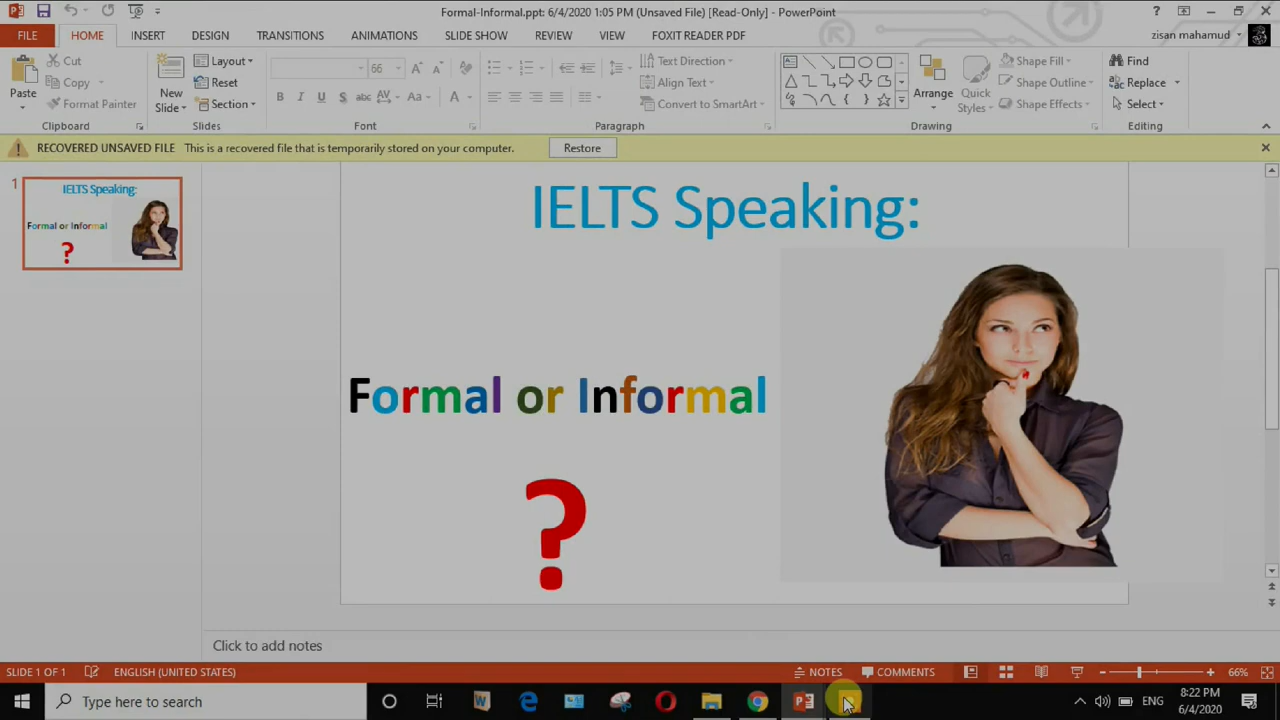 Formal-Informal.ppt: 6/4/2020 1:05 PM (Unsaved File) [Read-Only] - PowerPoint
FILE HOME INSERT DESIGN TRANSITIONS ANIMATIONS SLIDE SHOW REVIEW VIEW FOXIT READER PDF zisan mahamud
Paste
Cut
Copy
Format Painter
Clipboard
New Slide
Layout
Reset
Section
Slides
66
B I U S abc AV Aa A
Font
Text Direction
Align Text
Convert to SmartArt
Paragraph
Arrange
Quick Styles
Shape Fill
Shape Outline
Shape Effects
Drawing
Find
Replace
Select
Editing
RECOVERED UNSAVED FILE This is a recovered file that is temporarily stored on your computer. Restore
1
IELTS Speaking:
Formal or Informal
?
IELTS Speaking:
Formal or Informal
?
Click to add notes
SLIDE 1 OF 1 ENGLISH (UNITED STATES) NOTES COMMENTS 66%
Type here to search
ENG
8:22 PM
6/4/2020